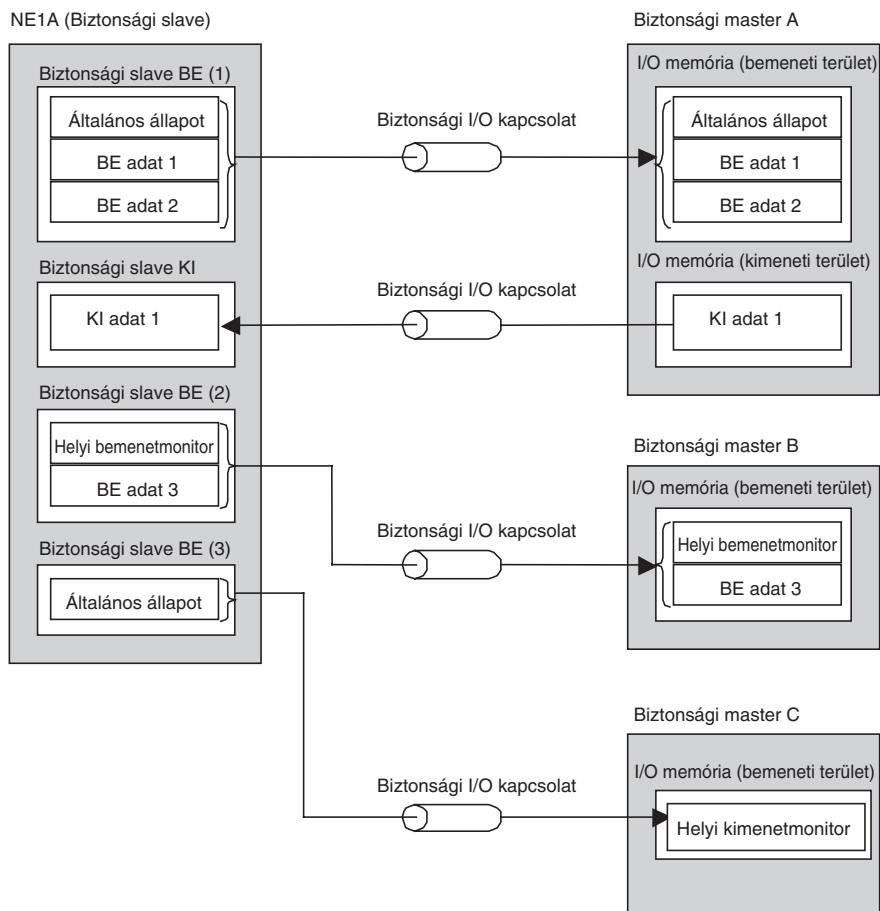 NE1A (Biztonsági slave)
Biztonsági slave BE (1)
Általános állapot
BE adat 1
BE adat 2
Biztonsági slave KI
KI adat 1
Biztonsági slave BE (2)
Helyi bemenetmonitor
BE adat 3
Biztonsági slave BE (3)
Általános állapot
Biztonsági I/O kapcsolat
Biztonsági I/O kapcsolat
Biztonsági I/O kapcsolat
Biztonsági I/O kapcsolat
Biztonsági master A
I/O memória (bemeneti terület)
Általános állapot
BE adat 1
BE adat 2
I/O memória (kimeneti terület)
KI adat 1
Biztonsági master B
I/O memória (bemeneti terület)
Helyi bemenetmonitor
BE adat 3
Biztonsági master C
I/O memória (bemeneti terület)
Helyi kimenetmonitor